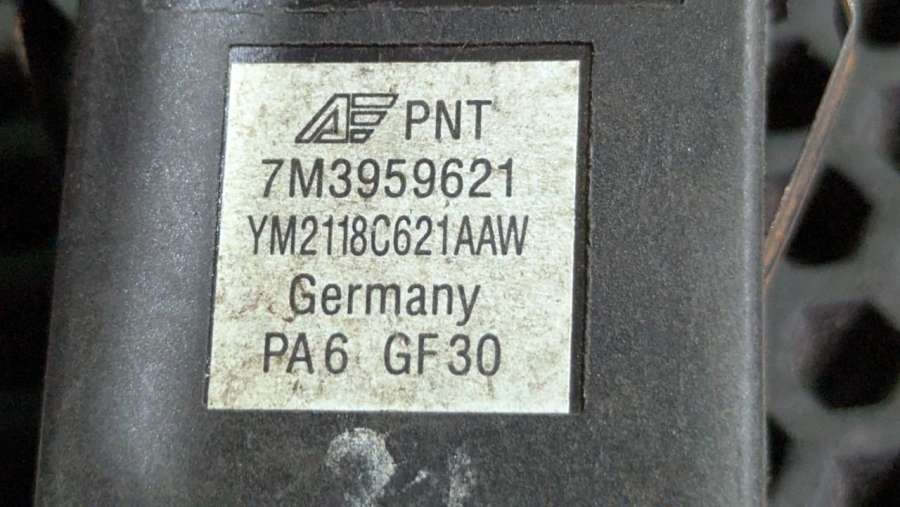 AE PNT
7M3959621
YM2118C621AAW
Germany
PA6 GF30